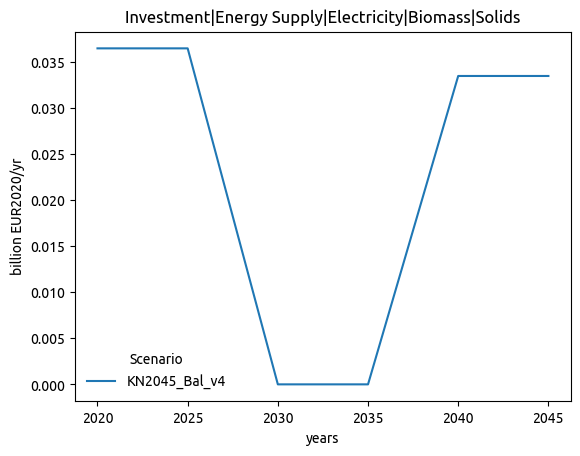 Investment|Energy Supply|Electricity|Biomass|Solids
billion EUR2020/yr
0.035
0.030
0.025
0.020
0.015
0.010
0.005
0.000
Scenario
KN2045_Bal_v4
2020 2025 2030 2035 2040 2045
years